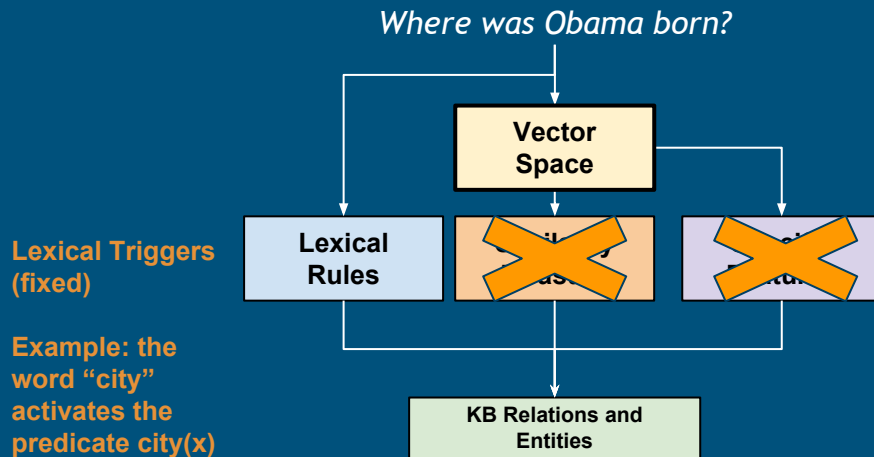 Where was Obama born?
Vector
Space
Lexical
Rules
Lexical Triggers
(fixed)
Example: the
word “city”
activates the
predicate city(x)
KB Relations and
Entities